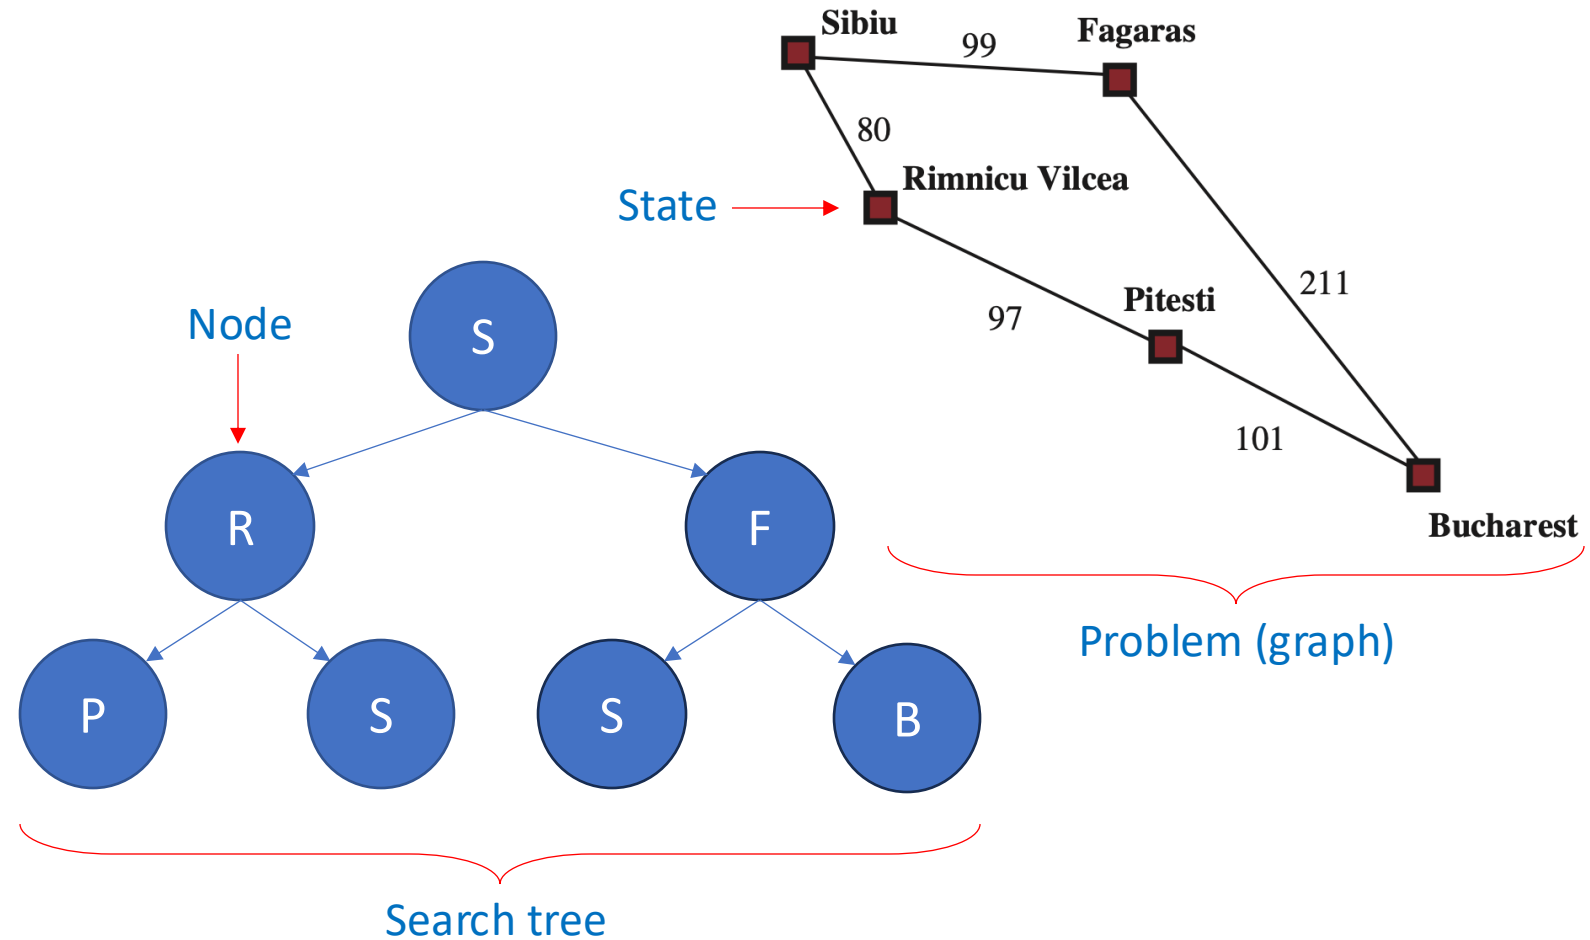 Sibiu
99
Fagaras
80
Rimnicu Vilcea
State
211
Pitesti
97
101
Bucharest
Problem (graph)
Node
S
R
F
P
S
S
B
Search tree